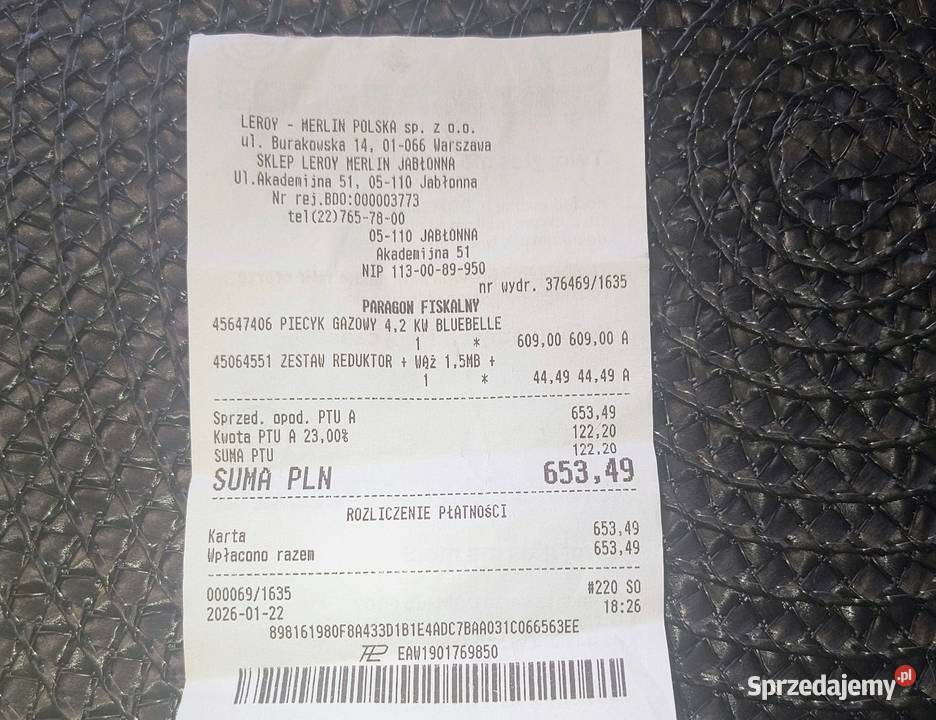 LEROY - MERLIN POLSKA sp. z o.o.
ul. Burakowska 14, 01-066 Warszawa
SKLEP LEROY MERLIN JABŁONNA
Ul.Akademijna 51, 05-110 Jabłonna
Nr rej.BDO:000003773
tel(22)765-78-00
05-110 JABŁONNA
Akademijna 51
NIP 113-00-89-950
nr wydr. 376469/1635
PARAGON FISKALNY
45647406 PIECYK GAZOWY 4,2 KW BLUEBELLE
1 * 609,00 609,00 A
45064551 ZESTAW REDUKTOR + WĄŻ 1,5MB +
1 * 44,49 44,49 A
Sprzed. opod. PTU A 653,49
Kwota PTU A 23,00% 122,20
SUMA PTU 122,20
SUMA PLN 653,49
ROZLICZENIE PŁATNOŚCI
Karta 653,49
Wpłacono razem 653,49
000069/1635 #220 SO
2026-01-22 18:26
898161980F8A433D1B1E4ADC7BAA031C066563EE
EAW1901769850
Sprzedajemy.pl